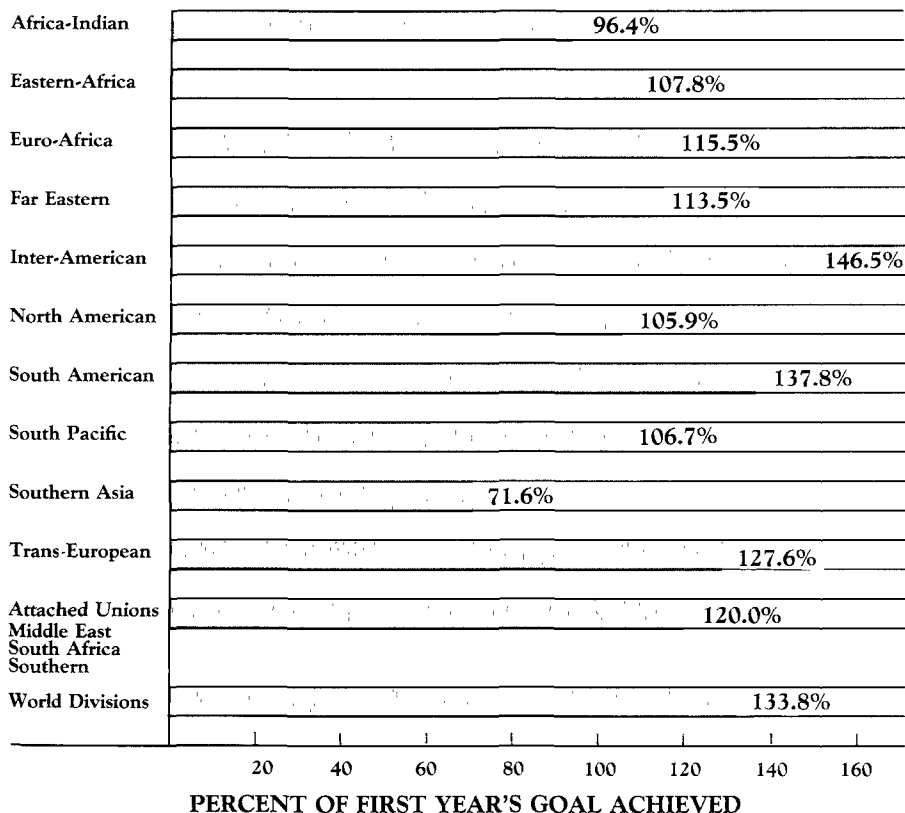 Africa-Indian 96.4%
Eastern-Africa 107.8%
Euro-Africa 115.5%
Far Eastern 113.5%
Inter-American 146.5%
North American 105.9%
South American 137.8%
South Pacific 106.7%
Southern Asia 71.6%
Trans-European 127.6%
Attached Unions 120.0%
Middle East
South Africa
Southern
World Divisions 133.8%
20 40 60 80 100 120 140 160
PERCENT OF FIRST YEAR'S GOAL ACHIEVED